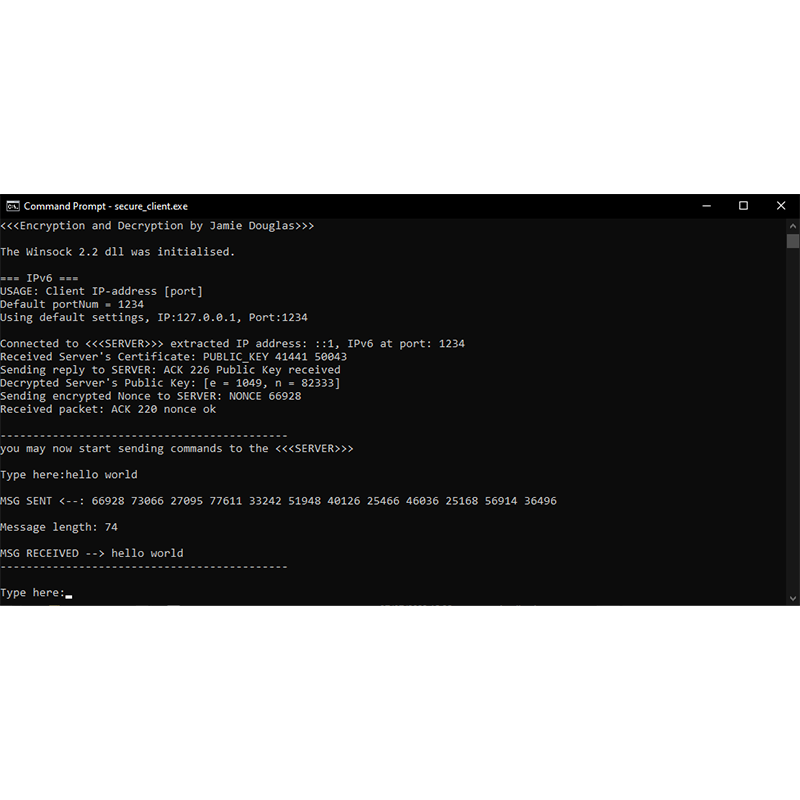 Command Prompt - secure_client.exe
<<<Encryption and Decryption by Jamie Douglas>>>
The Winsock 2.2 dll was initialised.
=== IPv6 ===
USAGE: Client IP-address [port]
Default portNum = 1234
Using default settings, IP:127.0.0.1, Port:1234
Connected to <<<SERVER>>> extracted IP address: ::1, IPv6 at port: 1234
Received Server's Certificate: PUBLIC_KEY 41441 50043
Sending reply to SERVER: ACK 226 Public Key received
Decrypted Server's Public Key: [e = 1049, n = 82333]
Sending encrypted Nonce to SERVER: NONCE 66928
Received packet: ACK 220 nonce ok
--------------------------------------------
you may now start sending commands to the <<<SERVER>>>
Type here:hello world
MSG SENT <--: 66928 73066 27095 77611 33242 51948 40126 25466 46036 25168 56914 36496
Message length: 74
MSG RECEIVED --> hello world
--------------------------------------------
Type here: